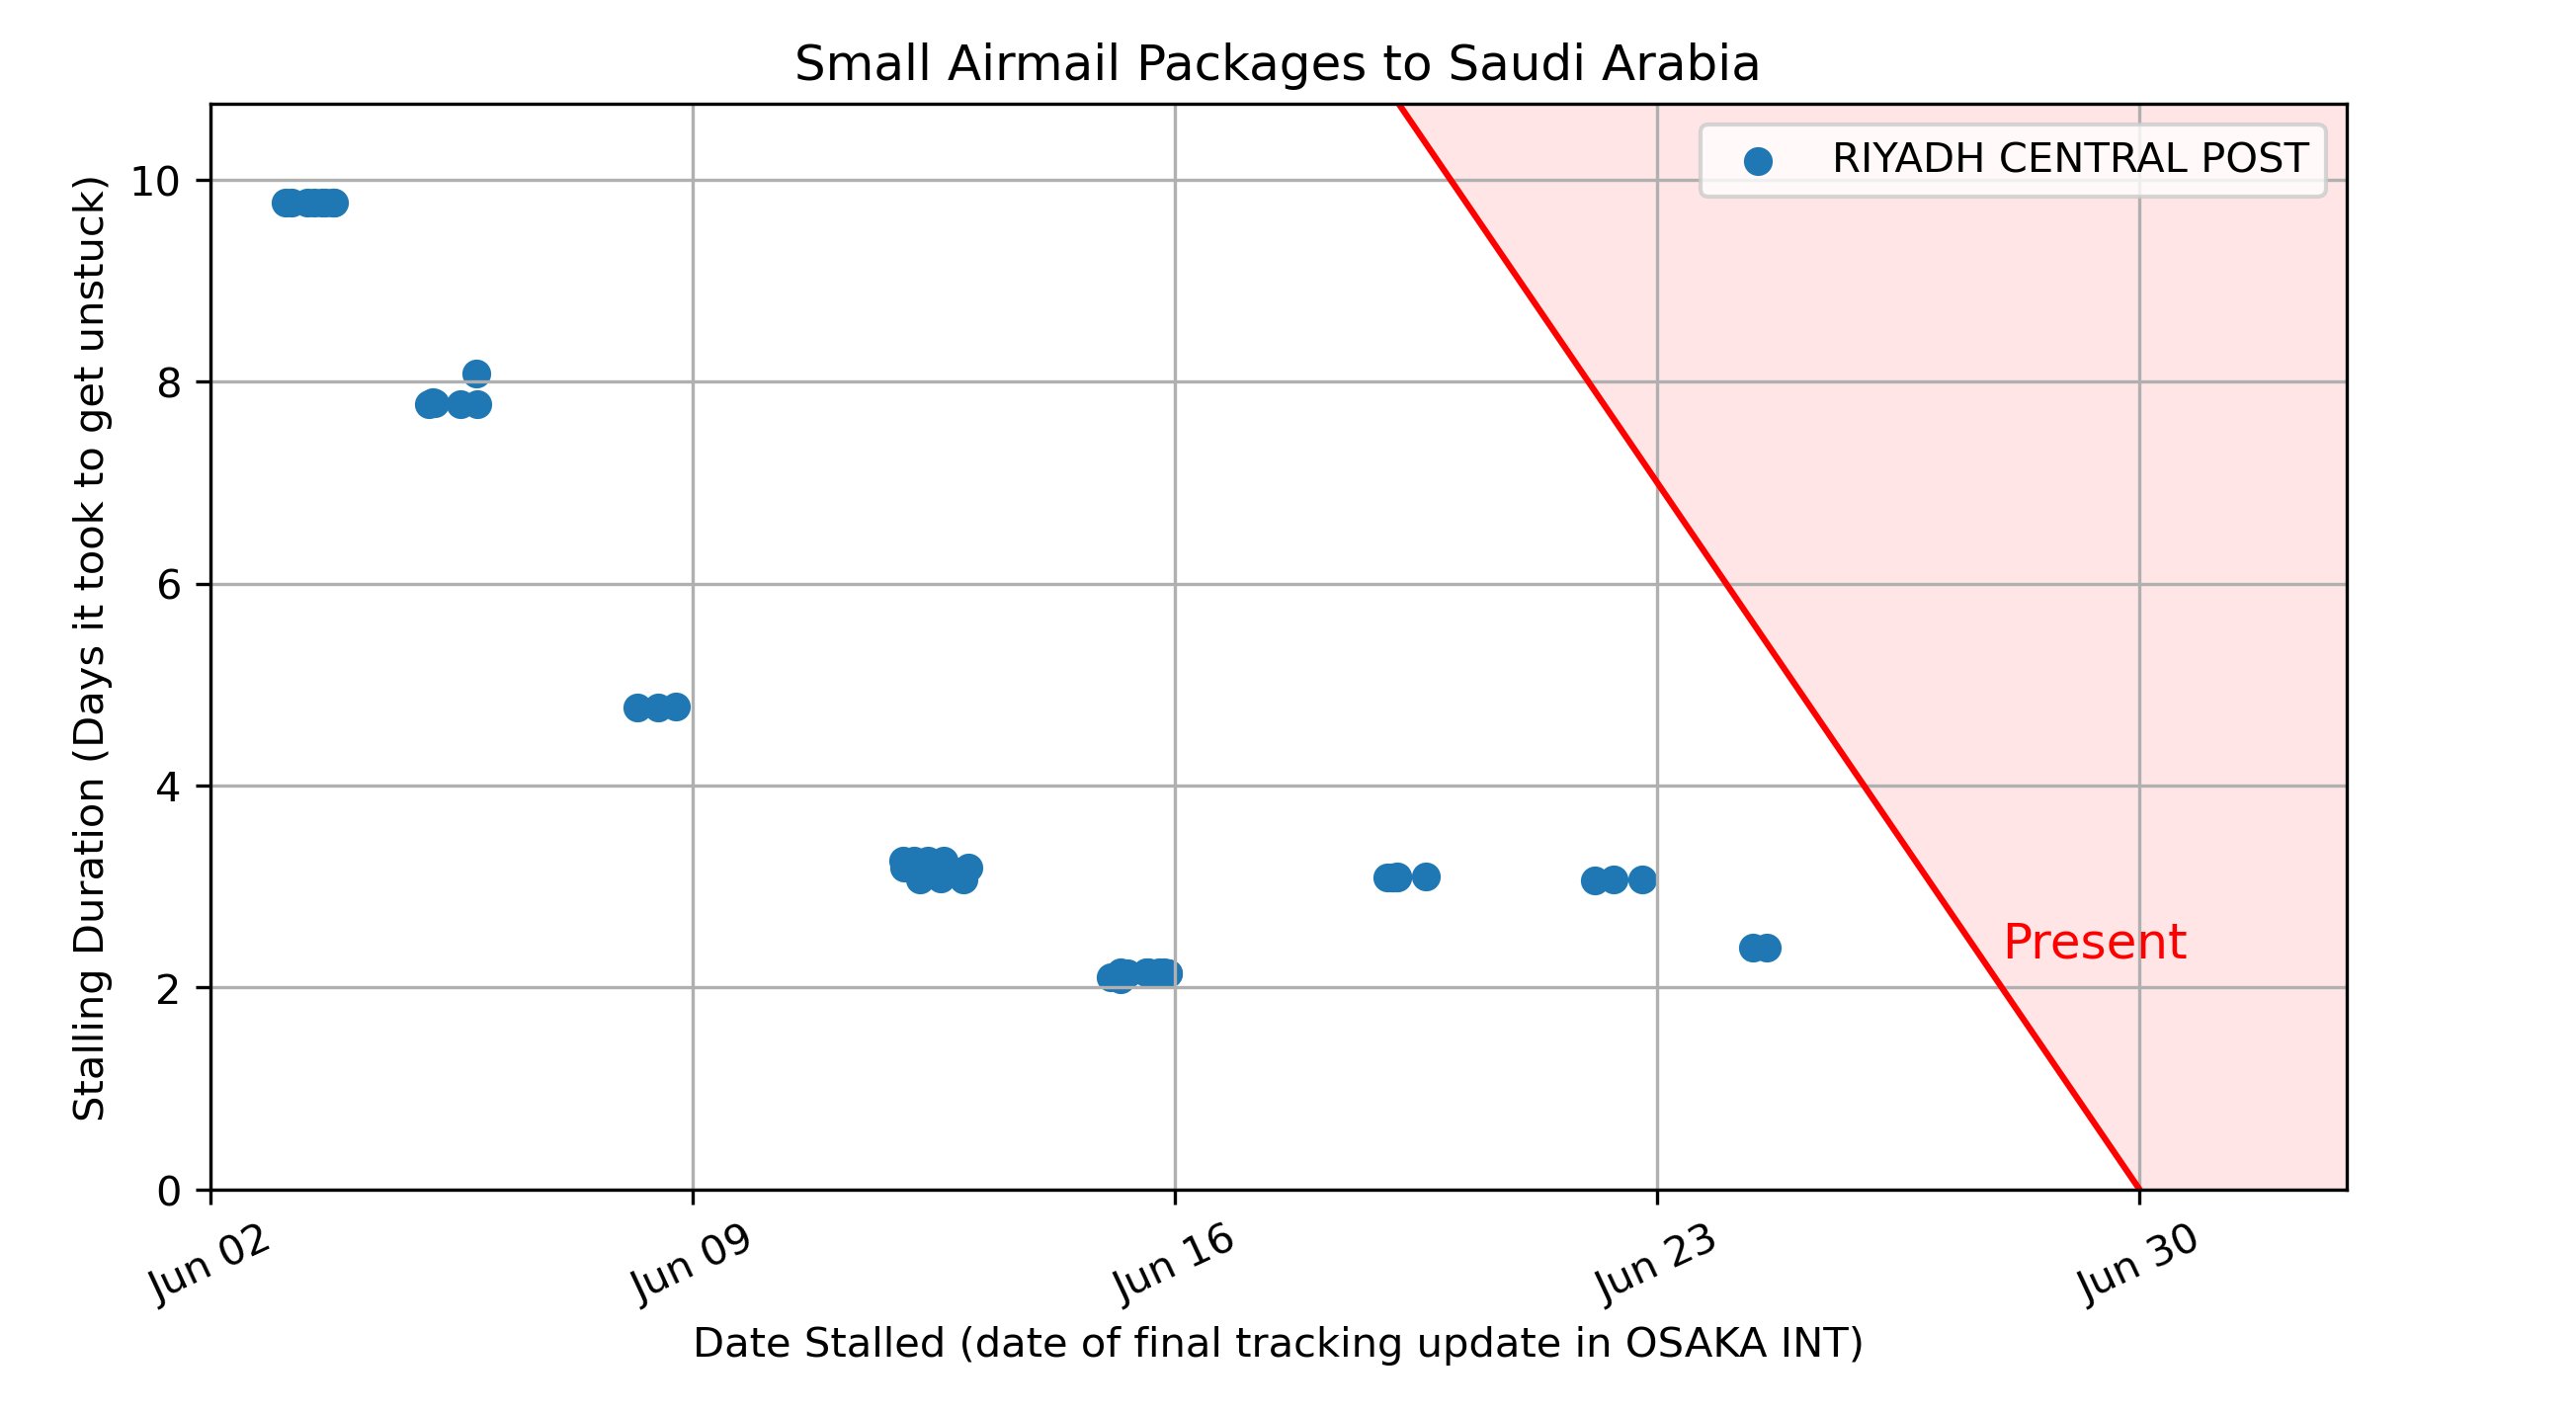 Small Airmail Packages to Saudi Arabia
RIYADH CENTRAL POST
Present
Stalling Duration (Days it took to get unstuck)
10
8
6
4
2
0
Jun 02
Jun 09
Jun 16
Jun 23
Jun 30
Date Stalled (date of final tracking update in OSAKA INT)